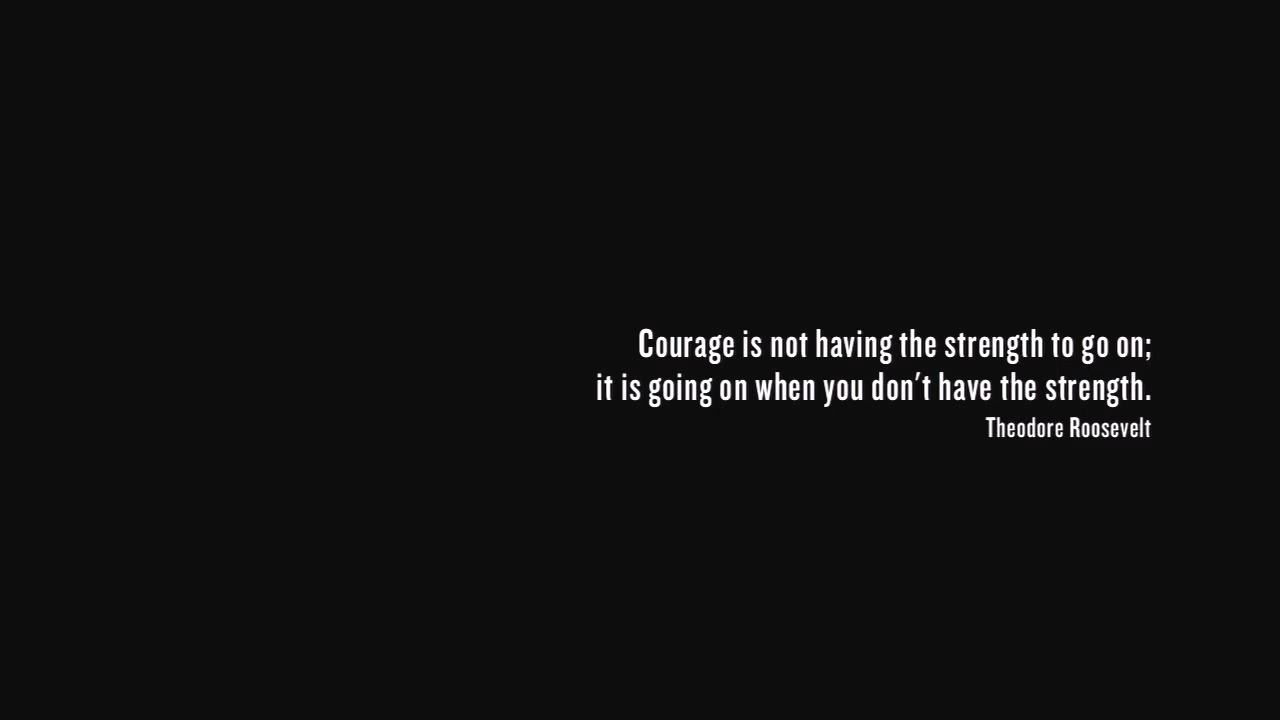 Courage is not having the strength to go on;
it is going on when you don't have the strength.
Theodore Roosevelt